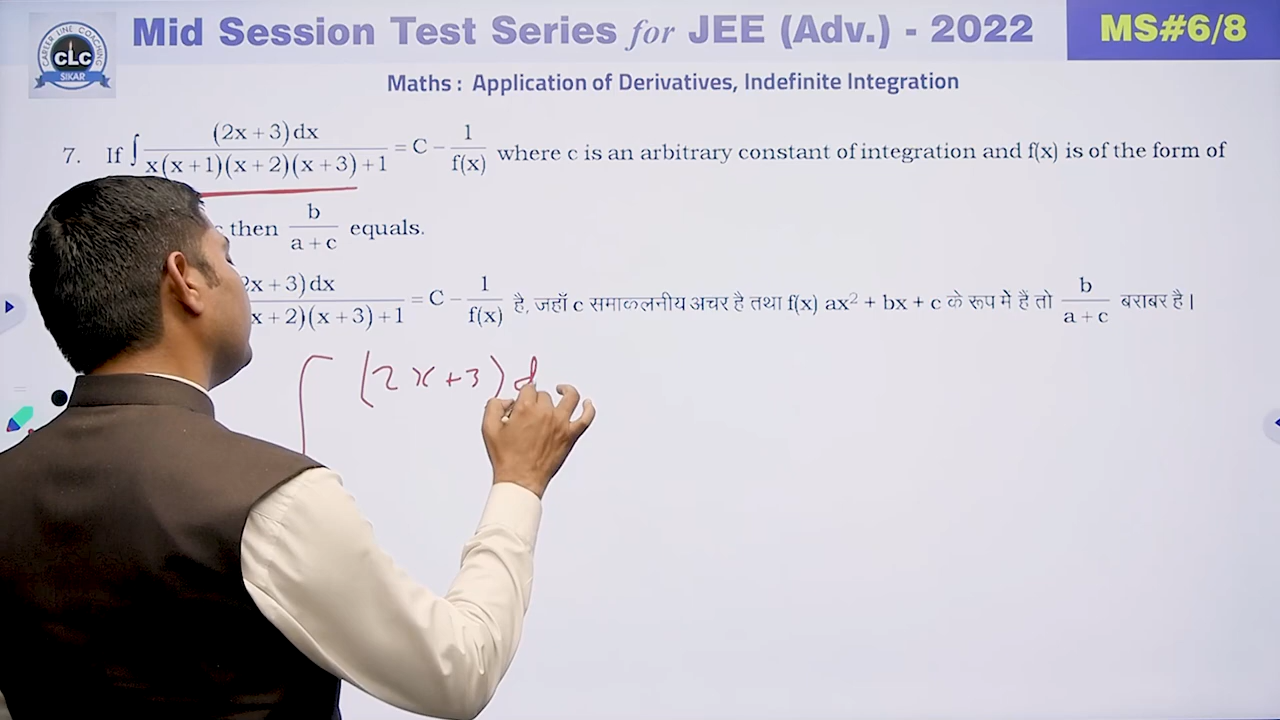 CAREER LINE COACHING
CLC
SIKAR
Mid Session Test Series for JEE (Adv.) - 2022
MS#6/8
Maths : Application of Derivatives, Indefinite Integration
7. If ∫ (2x+3)dx / x(x+1)(x+2)(x+3)+1 = C − 1/f(x) where c is an arbitrary constant of integration and f(x) is of the form of
then b/a+c equals.
2x+3)dx / x+2)(x+3)+1 = C − 1/f(x) है, जहाँ c समाकलनीय अचर है तथा f(x) ax² + bx + c के रूप में हैं तो b/a+c बराबर है।
∫ (2x+3)d